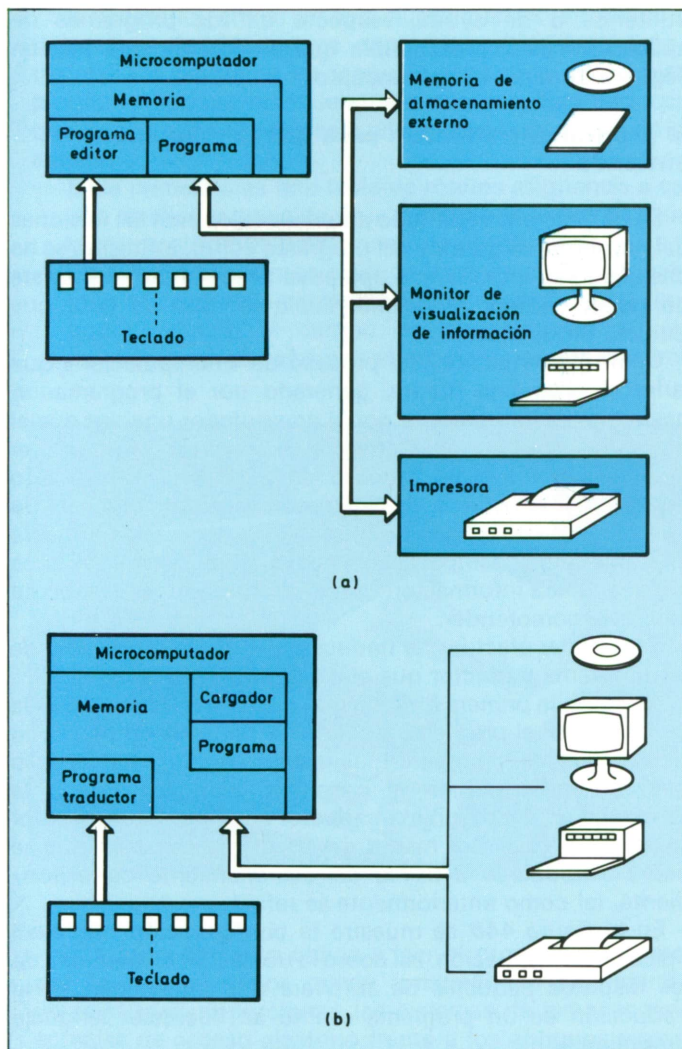 Microcomputador
Memoria
Programa
editor
Programa
Teclado
Memoria de
almacenamiento
externo
Monitor de
visualización
de información
Impresora
(a)
Microcomputador
Memoria
Cargador
Programa
Programa
traductor
Teclado
(b)